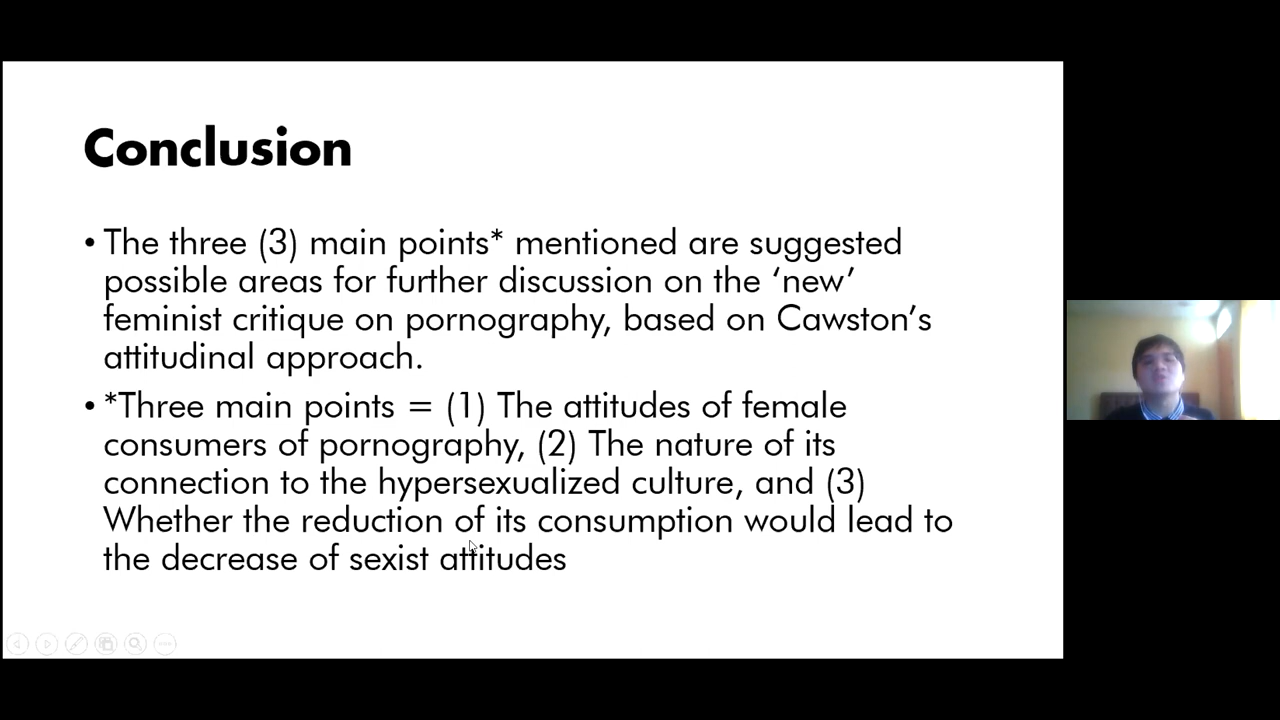 Conclusion
• The three (3) main points* mentioned are suggested
possible areas for further discussion on the ‘new’
feminist critique on pornography, based on Cawston’s
attitudinal approach.
• *Three main points = (1) The attitudes of female
consumers of pornography, (2) The nature of its
connection to the hypersexualized culture, and (3)
Whether the reduction of its consumption would lead to
the decrease of sexist attitudes